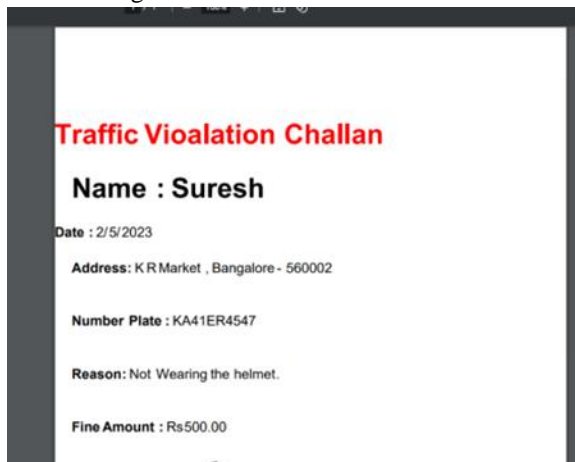 Traffic Vioalation Challan
Name : Suresh
Date : 2/5/2023
Address: K R Market , Bangalore - 560002
Number Plate : KA41ER4547
Reason: Not Wearing the helmet.
Fine Amount : Rs500.00